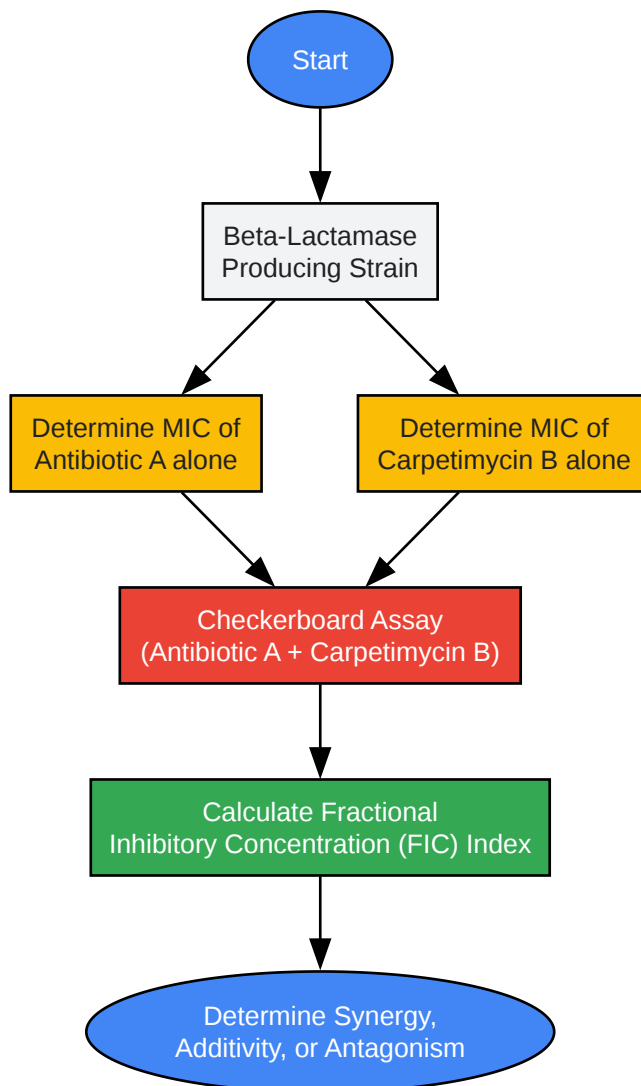 Start
Beta-Lactamase
Producing Strain
Determine MIC of
Antibiotic A alone
Determine MIC of
Carpetimycin B alone
Checkerboard Assay
(Antibiotic A + Carpetimycin B)
Calculate Fractional
Inhibitory Concentration (FIC) Index
Determine Synergy,
Additivity, or Antagonism